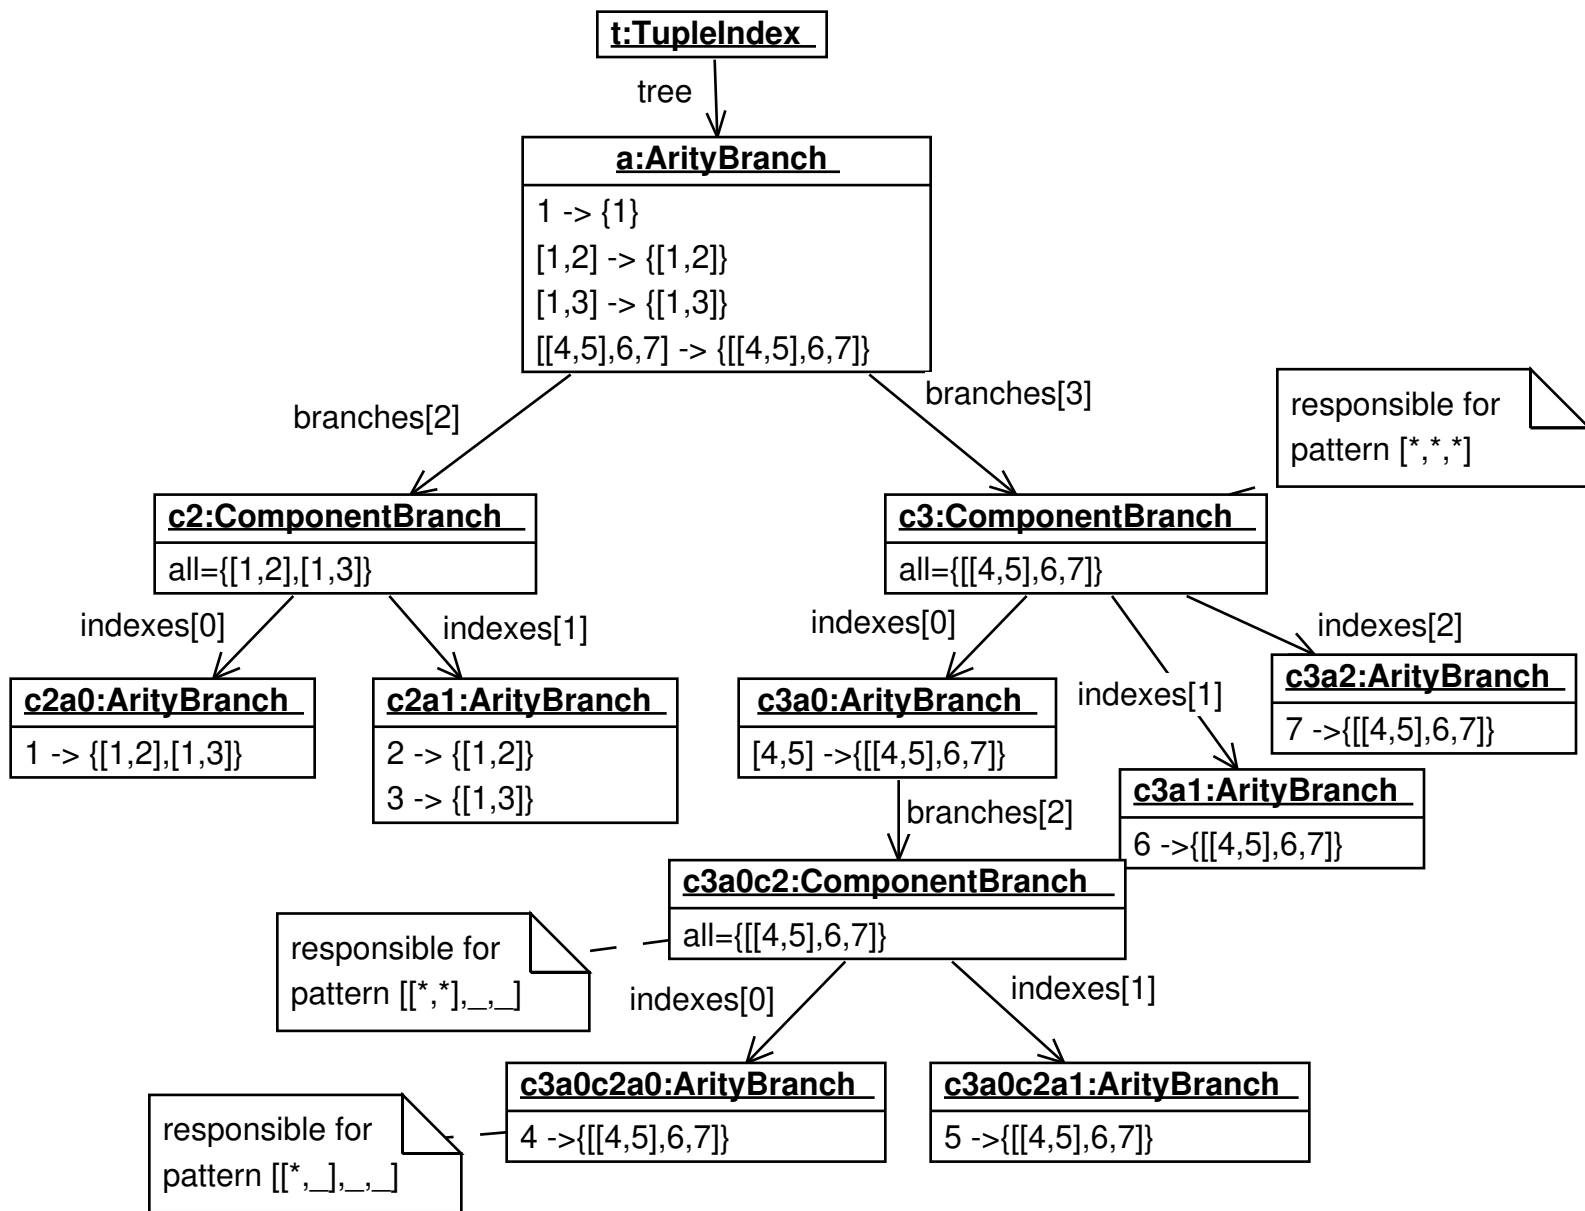 t:TupleIndex
tree
a:ArityBranch
1 -> {1}
[1,2] -> {[1,2]}
[1,3] -> {[1,3]}
[[4,5],6,7] -> {[[4,5],6,7]}
branches[2]
branches[3]
responsible for
pattern [*,*,*]
c2:ComponentBranch
all={[1,2],[1,3]}
c3:ComponentBranch
all={[[4,5],6,7]}
indexes[0]
indexes[1]
indexes[0]
indexes[1]
indexes[2]
c2a0:ArityBranch
1 -> {[1,2],[1,3]}
c2a1:ArityBranch
2 -> {[1,2]}
3 -> {[1,3]}
c3a0:ArityBranch
[4,5] ->{[[4,5],6,7]}
c3a2:ArityBranch
7 ->{[[4,5],6,7]}
c3a1:ArityBranch
6 ->{[[4,5],6,7]}
branches[2]
c3a0c2:ComponentBranch
all={[[4,5],6,7]}
responsible for
pattern [[*,*],_,_]
indexes[0]
indexes[1]
c3a0c2a0:ArityBranch
4 ->{[[4,5],6,7]}
c3a0c2a1:ArityBranch
5 ->{[[4,5],6,7]}
responsible for
pattern [[*,_],_,_]